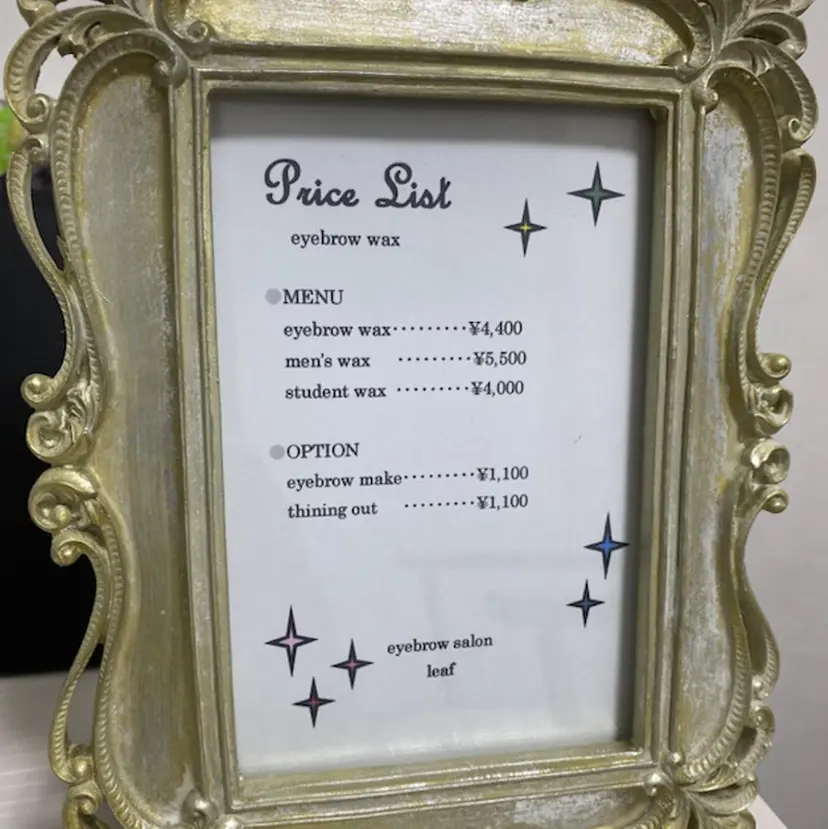 Price List
eyebrow wax
●MENU
eyebrow wax･････････¥4,400
men's wax ･････････¥5,500
student wax ･････････¥4,000
●OPTION
eyebrow make･････････¥1,100
thining out ･････････¥1,100
eyebrow salon
leaf